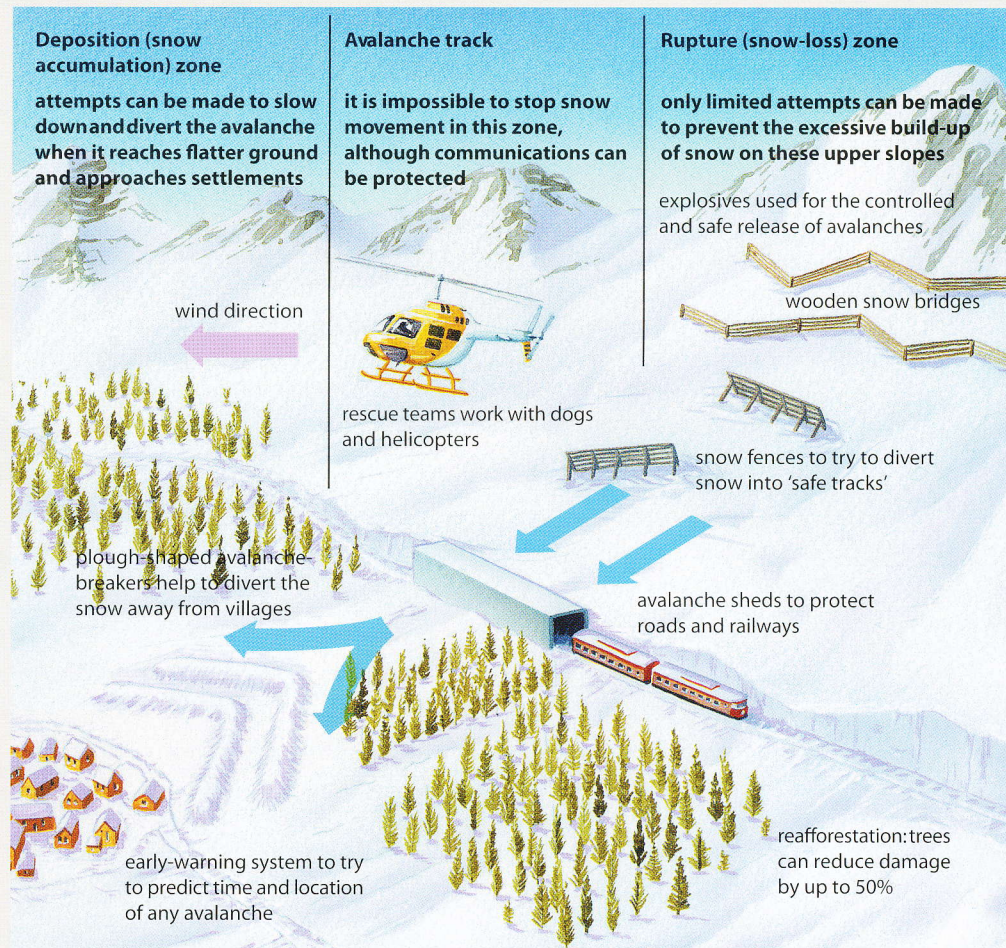 Deposition (snow
accumulation) zone
attempts can be made to slow
down and divert the avalanche
when it reaches flatter ground
and approaches settlements
Avalanche track
it is impossible to stop snow
movement in this zone,
although communications can
be protected
Rupture (snow-loss) zone
only limited attempts can be made
to prevent the excessive build-up
of snow on these upper slopes
explosives used for the controlled
and safe release of avalanches
wooden snow bridges
wind direction
rescue teams work with dogs
and helicopters
snow fences to try to divert
snow into ‘safe tracks’
plough-shaped avalanche-
breakers help to divert the
snow away from villages
avalanche sheds to protect
roads and railways
early-warning system to try
to predict time and location
of any avalanche
reafforestation: trees
can reduce damage
by up to 50%